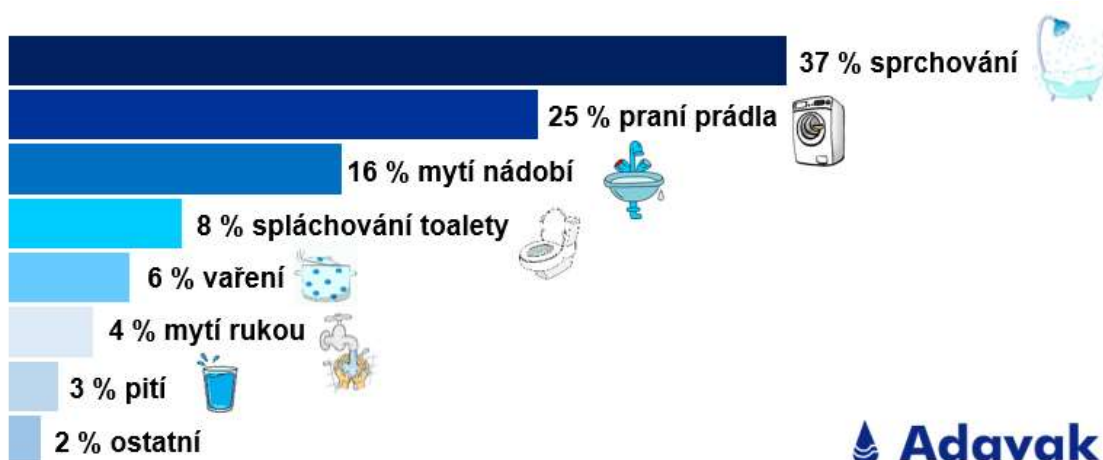 37 % sprchování
25 % praní prádla
16 % mytí nádobí
8 % spláchování toalety
6 % vaření
4 % mytí rukou
3 % pití
2 % ostatní
Adavak